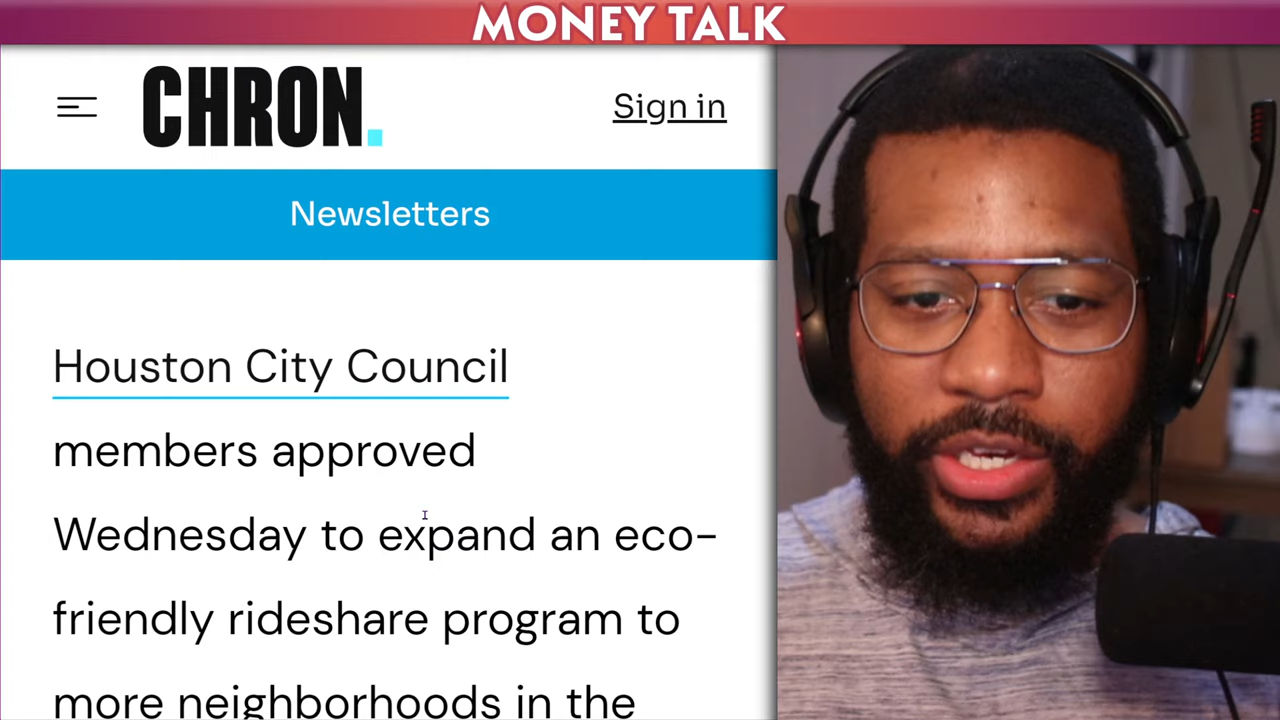 MONEY TALK
CHRON.
Sign in
Newsletters
Houston City Council
members approved
Wednesday to expand an eco-
friendly rideshare program to
more neighborhoods in the